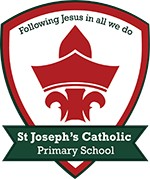 Following Jesus in all we do
St Joseph's Catholic
Primary School